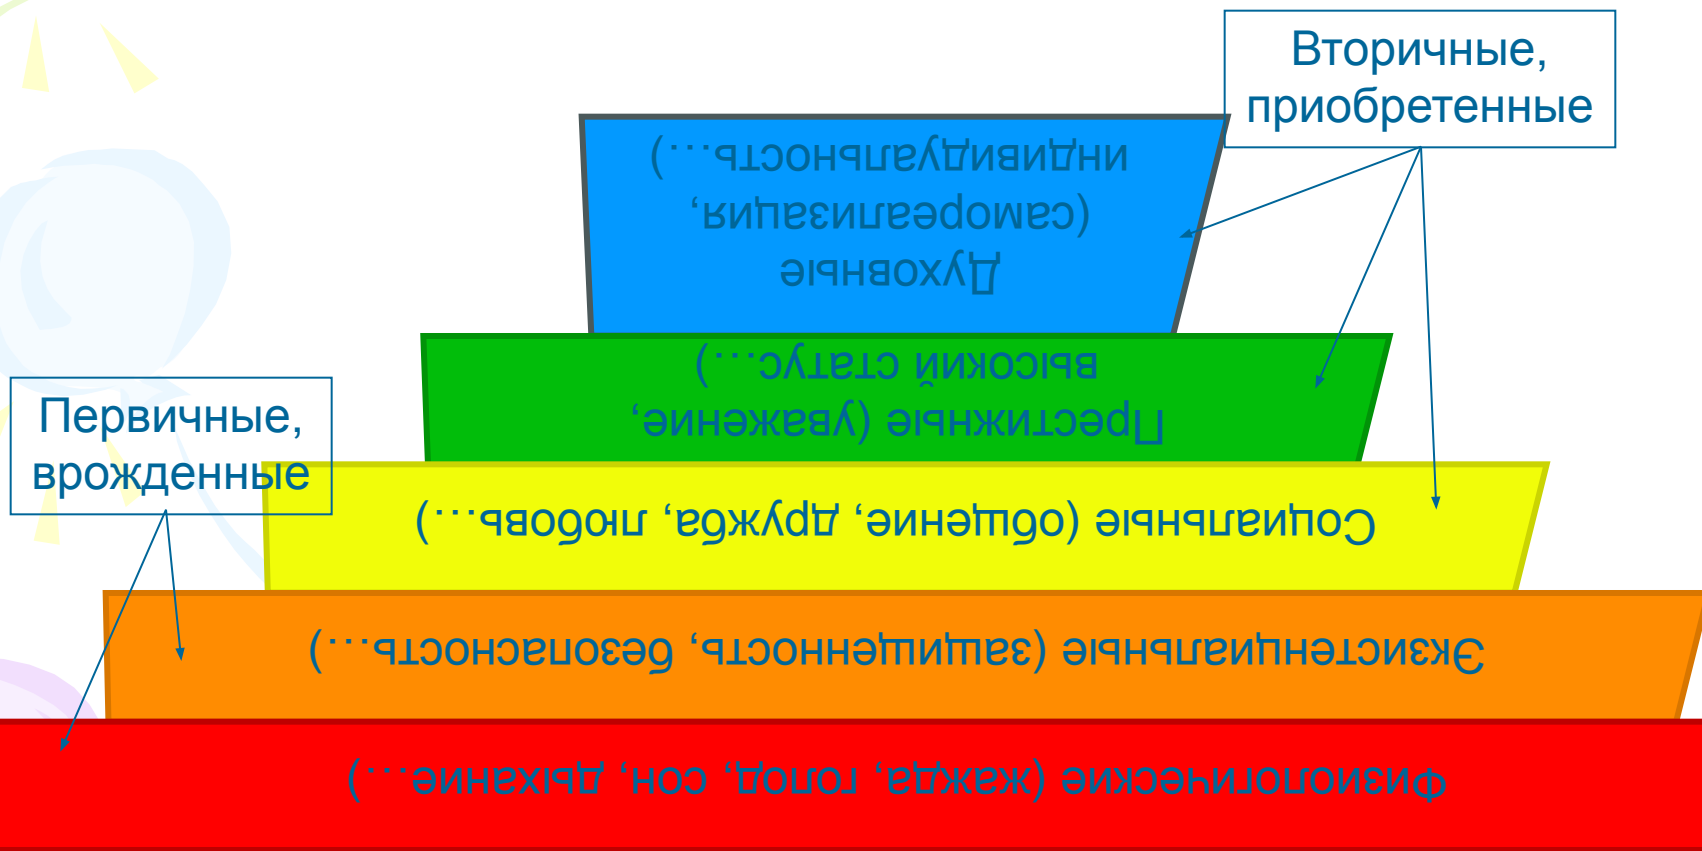 Вторичные,
приобретенные
Духовные
(самореализация,
индивидуальность…)
Престижные (уважение,
высокий статус…)
Первичные,
врожденные
Социальные (общение, дружба, любовь…)
Экзистенциальные (защищенность, безопасность…)
Физиологические (жажда, голод, сон, дыхание…)